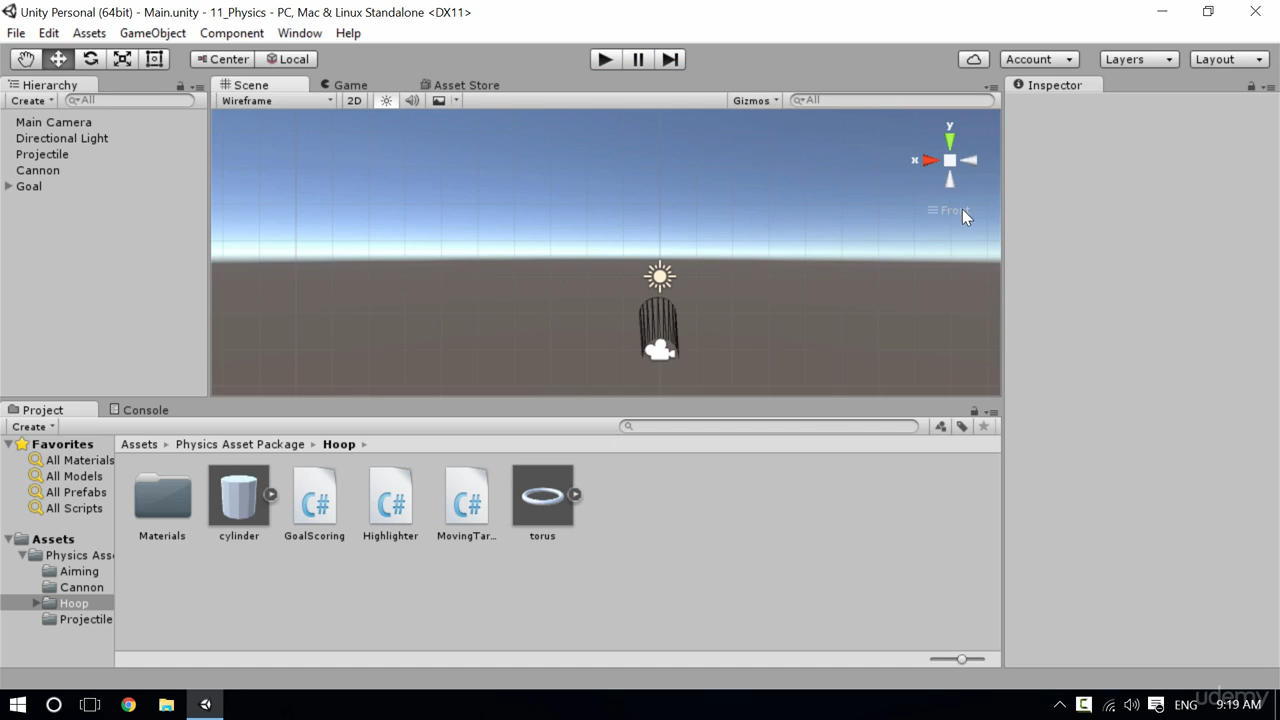 Unity Personal (64bit) - Main.unity - 11_Physics - PC, Mac & Linux Standalone <DX11>
File Edit Assets GameObject Component Window Help
Center Local Account Layers Layout
Hierarchy Scene Game Asset Store Inspector
Create All Wireframe 2D Gizmos All
Main Camera
Directional Light
Projectile
Cannon
Goal
y
x
Front
Project Console
Create
Favorites
All Materials
All Models
All Prefabs
All Scripts
Assets
Physics Ass
Aiming
Cannon
Hoop
Projectile
Assets Physics Asset Package Hoop
C# C# C#
Materials cylinder GoalScoring Highlighter MovingTar... torus
ENG 9:19 AM
udemy